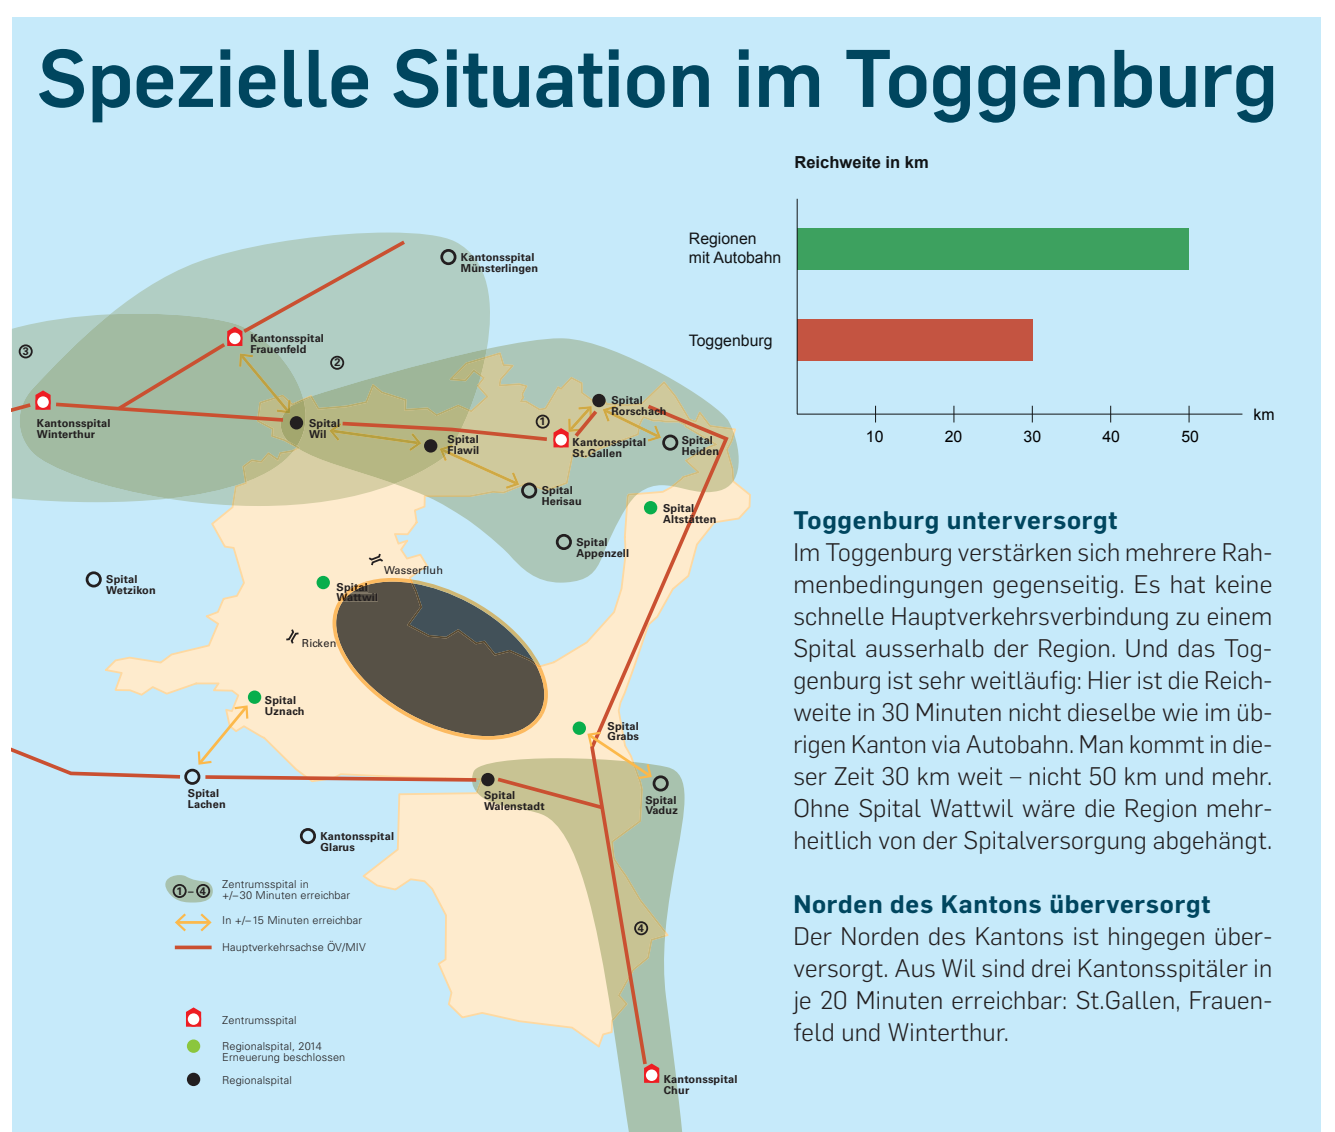 Spezielle Situation im Toggenburg
Reichweite in km
Regionen
mit Autobahn
Toggenburg
km
10
20
30
40
50
Kantonsspital
Münsterlingen
Kantonsspital
Frauenfeld
3
2
Kantonsspital
Winterthur
Spital
Wil
Spital
Flawil
1
Spital
Rorschach
Kantonsspital
St.Gallen
Spital
Heiden
Spital
Herisau
Spital
Altstätten
Spital
Appenzell
Wasserfluh
Spital
Wetzikon
Spital
Wattwil
Ricken
Spital
Uznach
Spital
Grabs
Spital
Lachen
Spital
Walenstadt
Spital
Vaduz
Kantonsspital
Glarus
4
Kantonsspital
Chur
1–4
Zentrumsspital in
+/–30 Minuten erreichbar
In +/–15 Minuten erreichbar
Hauptverkehrsachse ÖV/MIV
Zentrumsspital
Regionalspital, 2014
Erneuerung beschlossen
Regionalspital
Toggenburg unterversorgt
Im Toggenburg verstärken sich mehrere Rah-
menbedingungen gegenseitig. Es hat keine
schnelle Hauptverkehrsverbindung zu einem
Spital ausserhalb der Region. Und das Tog-
genburg ist sehr weitläufig: Hier ist die Reich-
weite in 30 Minuten nicht dieselbe wie im üb-
rigen Kanton via Autobahn. Man kommt in die-
ser Zeit 30 km weit – nicht 50 km und mehr.
Ohne Spital Wattwil wäre die Region mehr-
heitlich von der Spitalversorgung abgehängt.
Norden des Kantons überversorgt
Der Norden des Kantons ist hingegen über-
versorgt. Aus Wil sind drei Kantonsspitäler in
je 20 Minuten erreichbar: St.Gallen, Frauen-
feld und Winterthur.